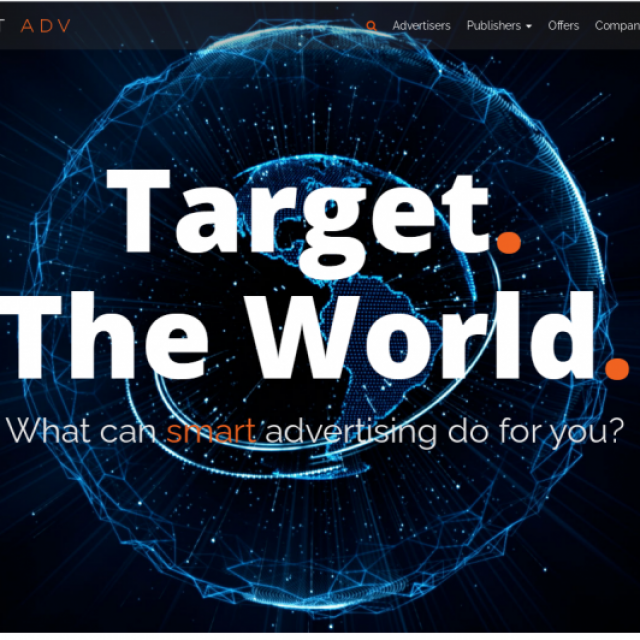 T ADV
Advertisers Publishers Offers Compan
Target.
The World.
What can smart advertising do for you?